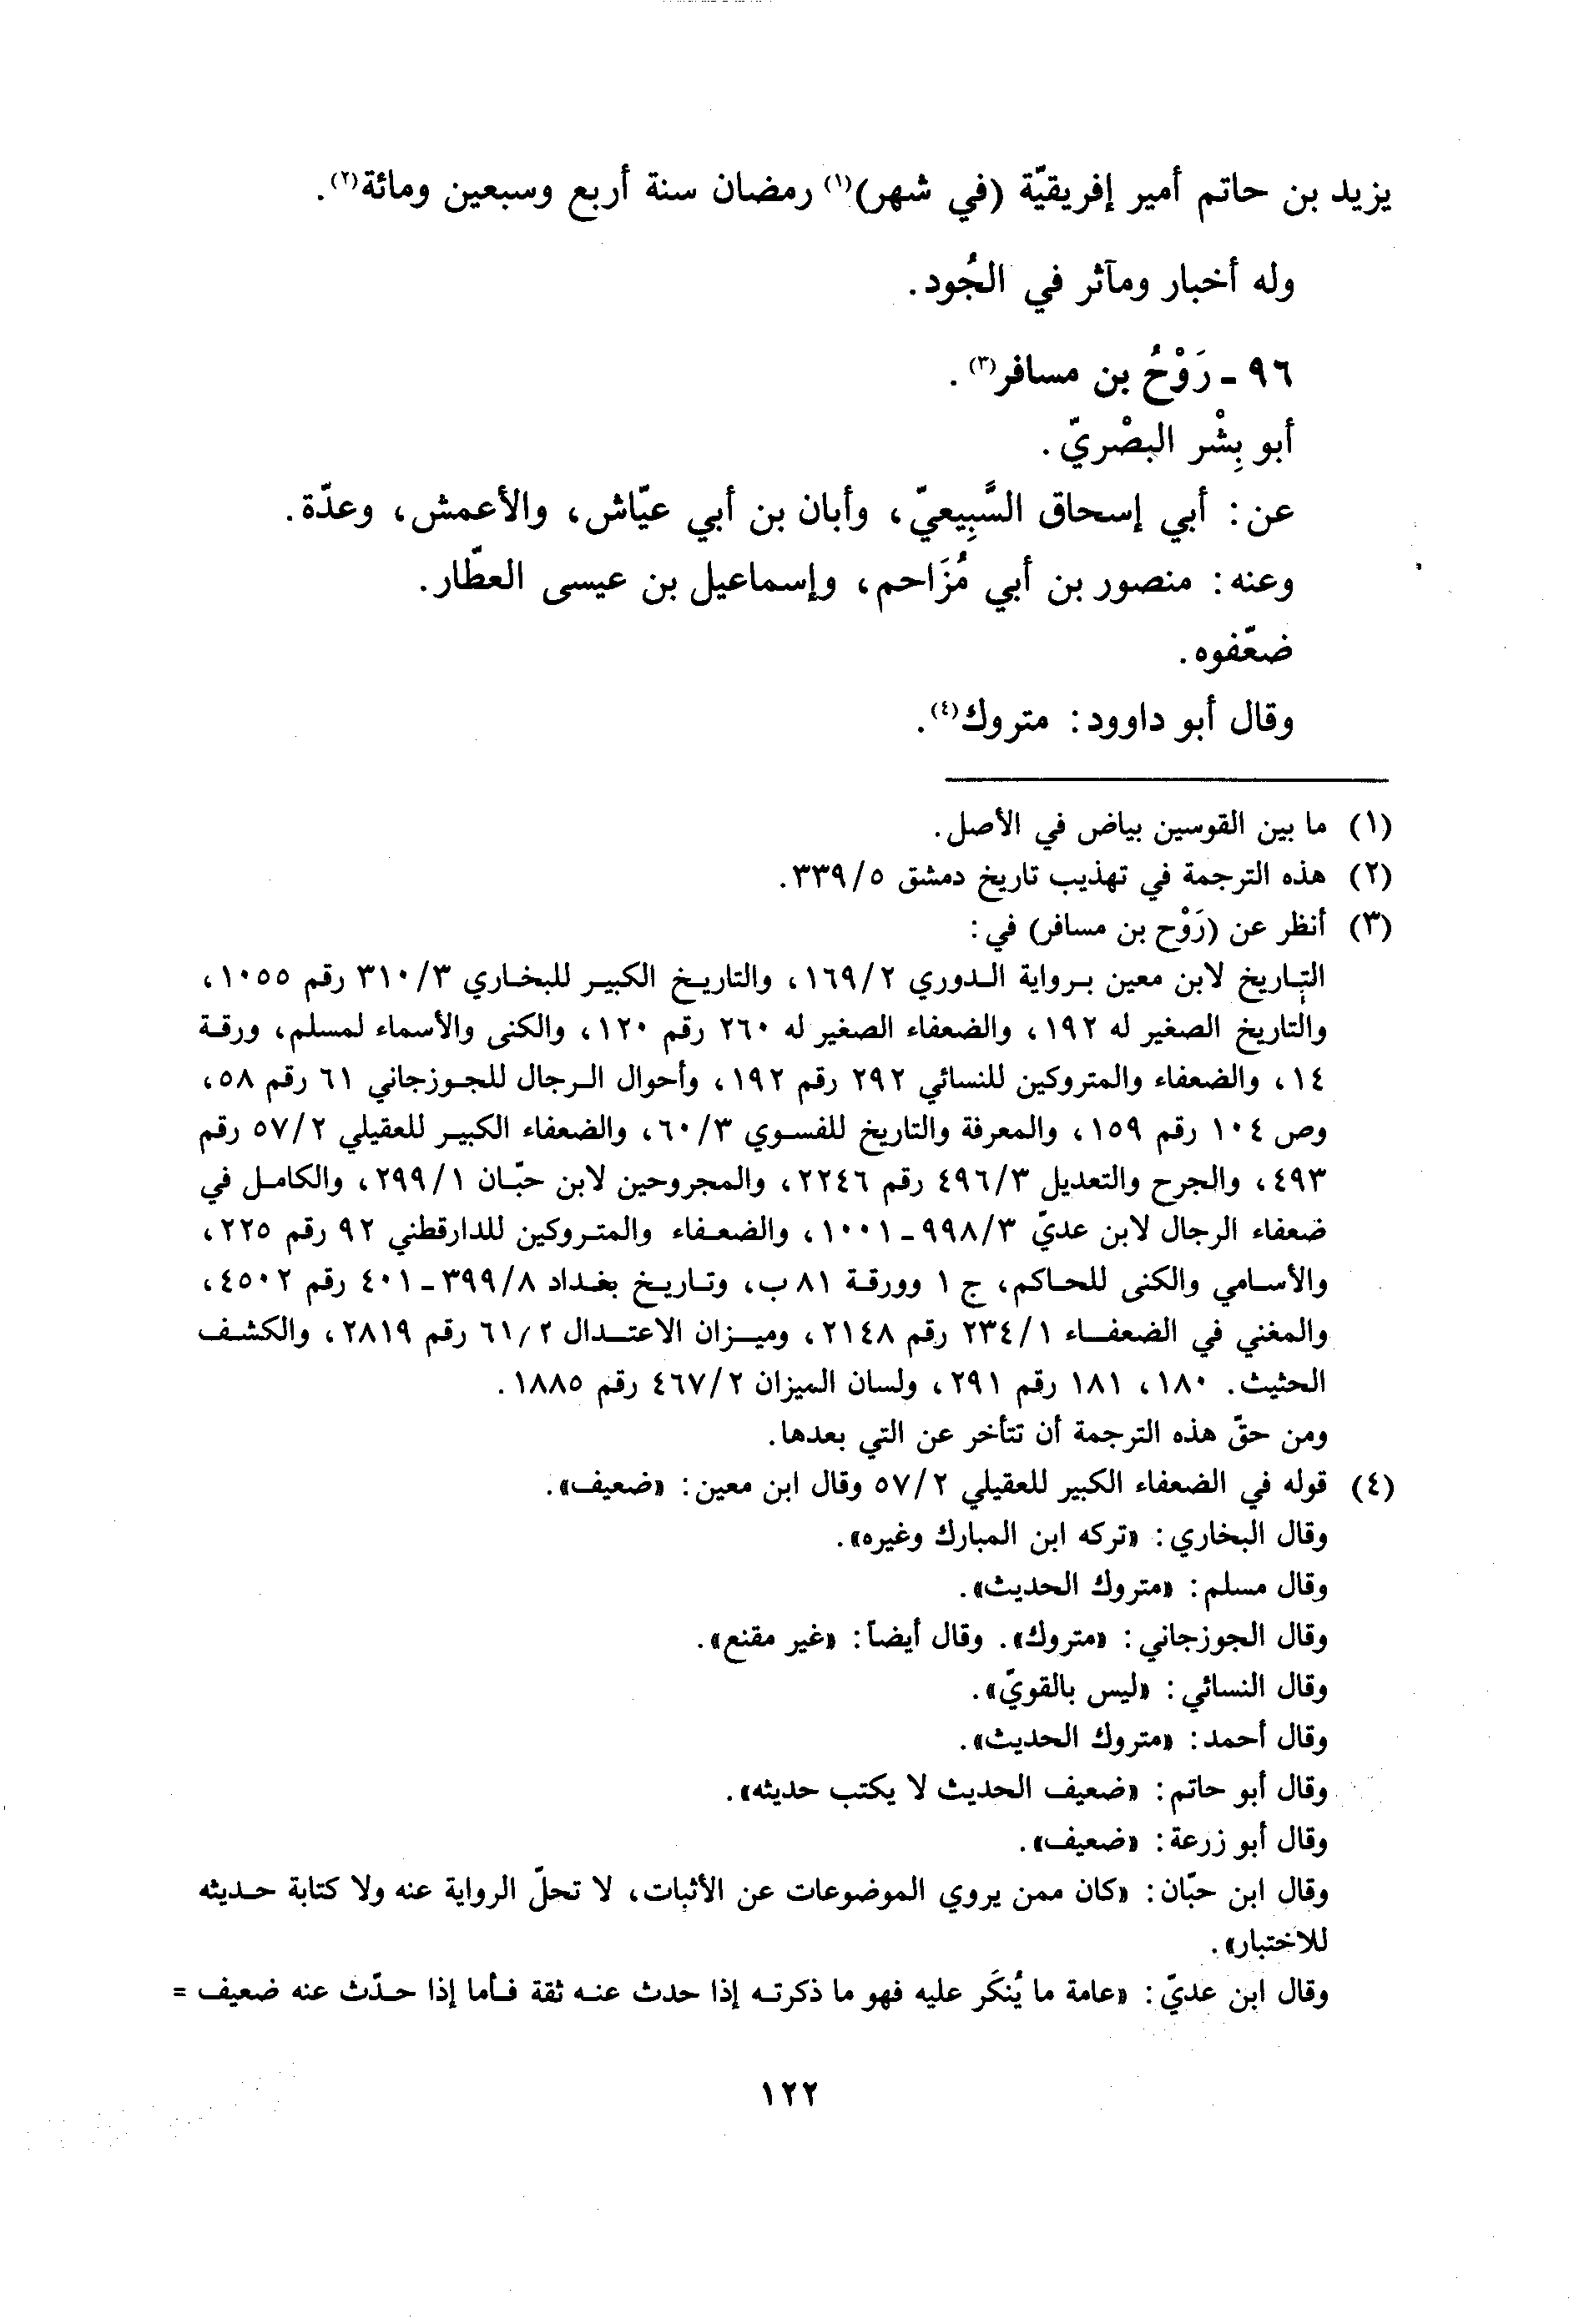 يزيد بن حاتم أمير إفريقيّة (في شهر)(١) رمضان سنة أربع وسبعين ومائة(٢).
وله أخبار ومآثر في الجُود.
٩٦ - رَوْحُ بن مسافر(٣).
أبو بِشْر البصْريّ.
عن: أبي إسحاق السَّبِيعيّ، وأبان بن أبي عيّاش، والأعمش، وعدّة.
وعنه: منصور بن أبي مُزَاحم، وإسماعيل بن عيسى العطّار.
ضعّفوه.
وقال أبو داوود: متروك(٤).
(١) ما بين القوسين بياض في الأصل.
(٢) هذه الترجمة في تهذيب تاريخ دمشق ٣٣٩/٥.
(٣) أنظر عن (رَوْح بن مسافر) في:
التاريخ لابن معين برواية الدوري ١٦٩/٢، والتاريخ الكبير للبخاري ٣١٠/٣ رقم ١٠٥٥،
والتاريخ الصغير له ١٩٢، والضعفاء الصغير له ٢٦٠ رقم ١٢٠، والكنى والأسماء لمسلم، ورقة
١٤، والضعفاء والمتروكين للنسائي ٢٩٢ رقم ١٩٢، وأحوال الرجال للجوزجاني ٦١ رقم ٥٨،
وص ١٠٤ رقم ١٥٩، والمعرفة والتاريخ للفسوي ٦٠/٣، والضعفاء الكبير للعقيلي ٥٧/٢ رقم
٤٩٣، والجرح والتعديل ٤٩٦/٣ رقم ٢٢٤٦، والمجروحين لابن حبّان ٢٩٩/١، والكامل في
ضعفاء الرجال لابن عديّ ٩٩٨/٣ - ١٠٠١، والضعفاء والمتروكين للدارقطني ٩٢ رقم ٢٢٥،
والأسامي والكنى للحاكم، ج ١ وورقة ٨١ ب، وتاريخ بغداد ٣٩٩/٨ - ٤٠١ رقم ٤٥٠٢،
والمغني في الضعفاء ٢٣٤/١ رقم ٢١٤٨، وميزان الاعتدال ٦١/٢ رقم ٢٨١٩، والكشف
الحثيث. ١٨٠، ١٨١ رقم ٢٩١، ولسان الميزان ٤٦٧/٢ رقم ١٨٨٥.
ومن حقّ هذه الترجمة أن تتأخر عن التي بعدها.
(٤) قوله في الضعفاء الكبير للعقيلي ٥٧/٢ وقال ابن معين: «ضعيف».
وقال البخاري: «تركه ابن المبارك وغيره».
وقال مسلم: «متروك الحديث».
وقال الجوزجاني: «متروك». وقال أيضاً: «غير مقنع».
وقال النسائي: «ليس بالقويّ».
وقال أحمد: «متروك الحديث».
وقال أبو حاتم: «ضعيف الحديث لا يكتب حديثه».
وقال أبو زرعة: «ضعيف».
وقال ابن حبّان: «كان ممن يروي الموضوعات عن الأثبات، لا تحلّ الرواية عنه ولا كتابة حديثه
للاختبار».
وقال ابن عديّ: «عامة ما يُنكَر عليه فهو ما ذكرته إذا حدث عنه ثقة فأما إذا حدّث عنه ضعيف =
١٢٢